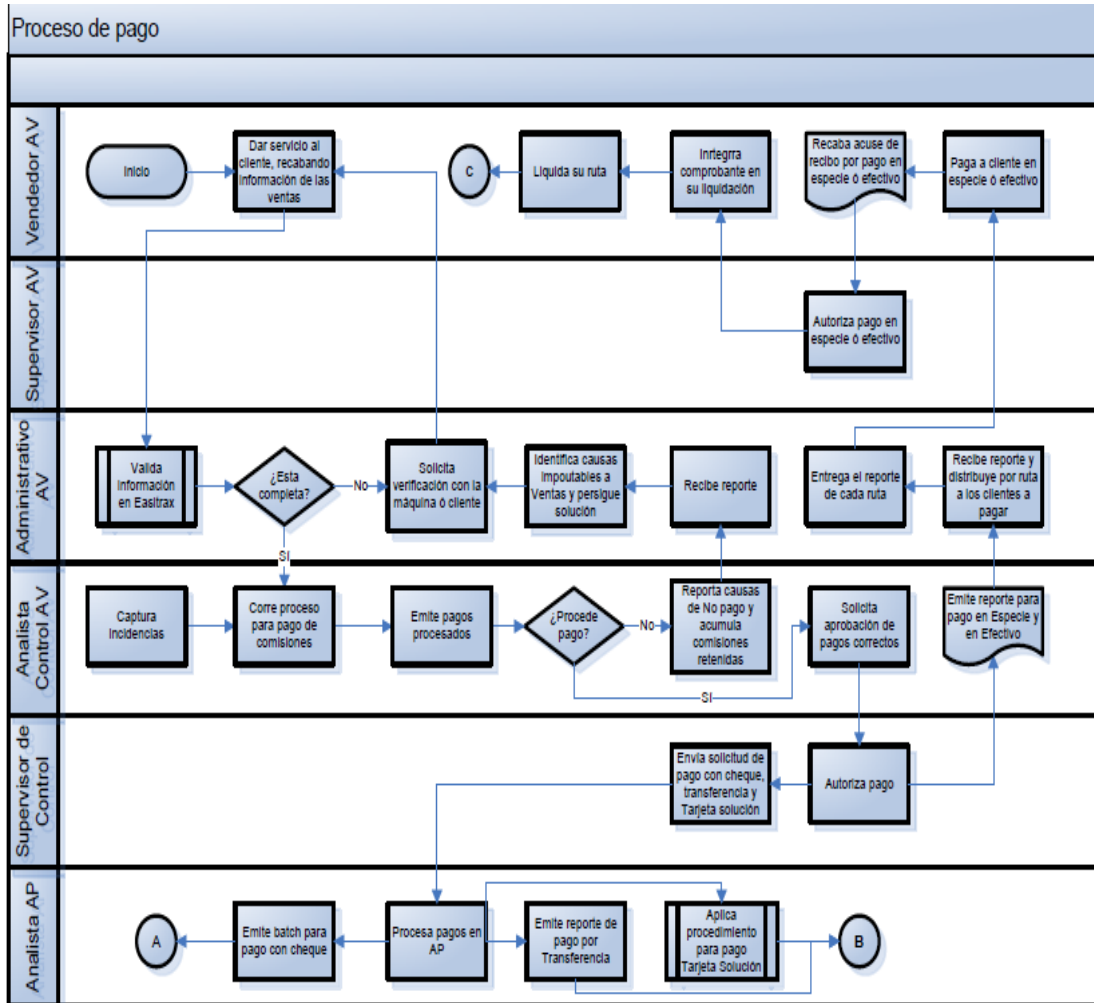 Proceso de pago
Vendedor AV
Inicio
Dar servicio al
cliente, recabando
información de las
ventas
C
Liquida su ruta
Inrtegrra
comprobante en
su liquidación
Recaba acuse de
recibo por pago en
especie ó efectivo
Paga a cliente en
especie ó efectivo
Supervisor AV
Autoriza pago en
especie ó efectivo
Administrativo
AV
Valida
Información
en Easitrax
¿Esta
completa?
No
Solicita
verificación con la
máquina ó cliente
Identifica causas
Impoutables a
Ventas y persigue
solución
Recibe reporte
Entrega el reporte
de cada ruta
Recibe reporte y
distribuye por ruta
a los clientes a
pagar
SI
Analista
Control AV
Captura
Incidencias
Corre proceso
para pago de
comisiones
Emite pagos
procesados
¿Procede
pago?
No
Reporta causas
de No pago y
acumula
comisiones
retenidas
Solicita
aprobación de
pagos correctos
Emite reporte para
pago en Especie y
en Efectivo
SI
Supervisor de
Control
Envía solicitud de
pago con cheque,
transferencia y
Tarjeta solución
Autoriza pago
Analista AP
A
Emite batch para
pago con cheque
Procesa pagos en
AP
Emite reporte de
pago por
Transferencia
Aplica
procedimiento
para pago
Tarjeta Solución
B